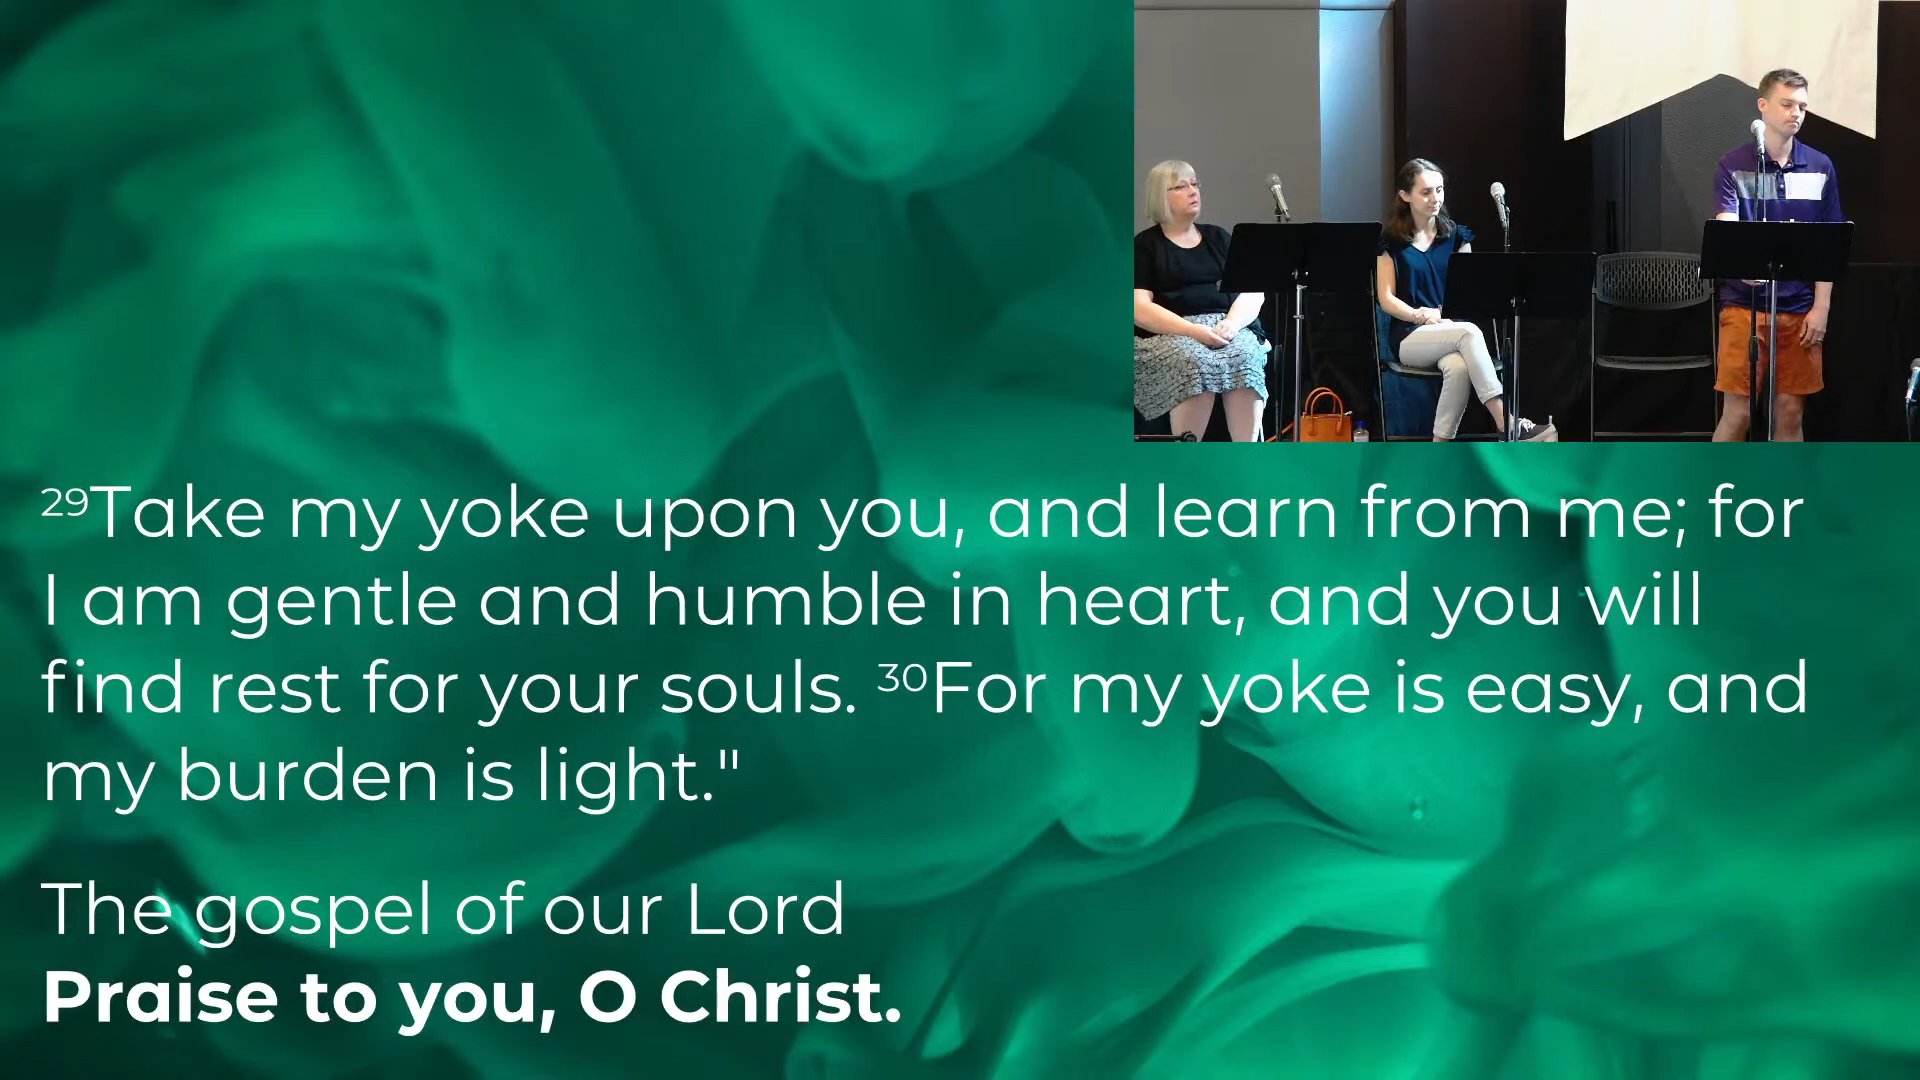 29Take my yoke upon you, and learn from me; for
I am gentle and humble in heart, and you will
find rest for your souls. 30For my yoke is easy, and
my burden is light."
The gospel of our Lord
Praise to you, O Christ.